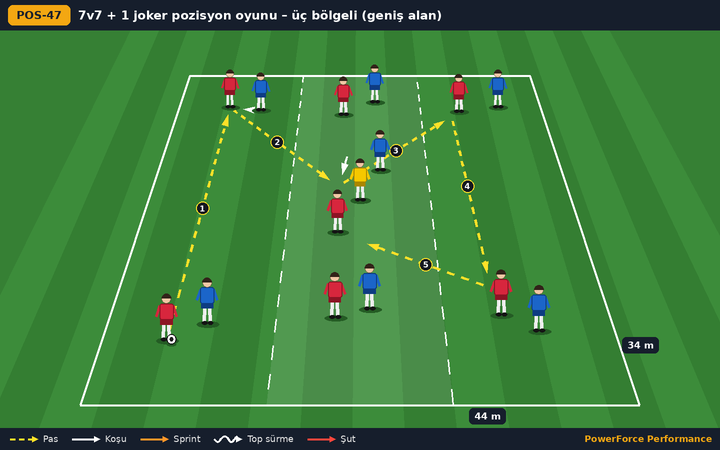 POS-47 7v7 + 1 joker pozisyon oyunu – üç bölgeli (geniş alan)
2
3
4
1
5
34 m
44 m
Pas Koşu Sprint Top sürme Şut PowerForce Performance